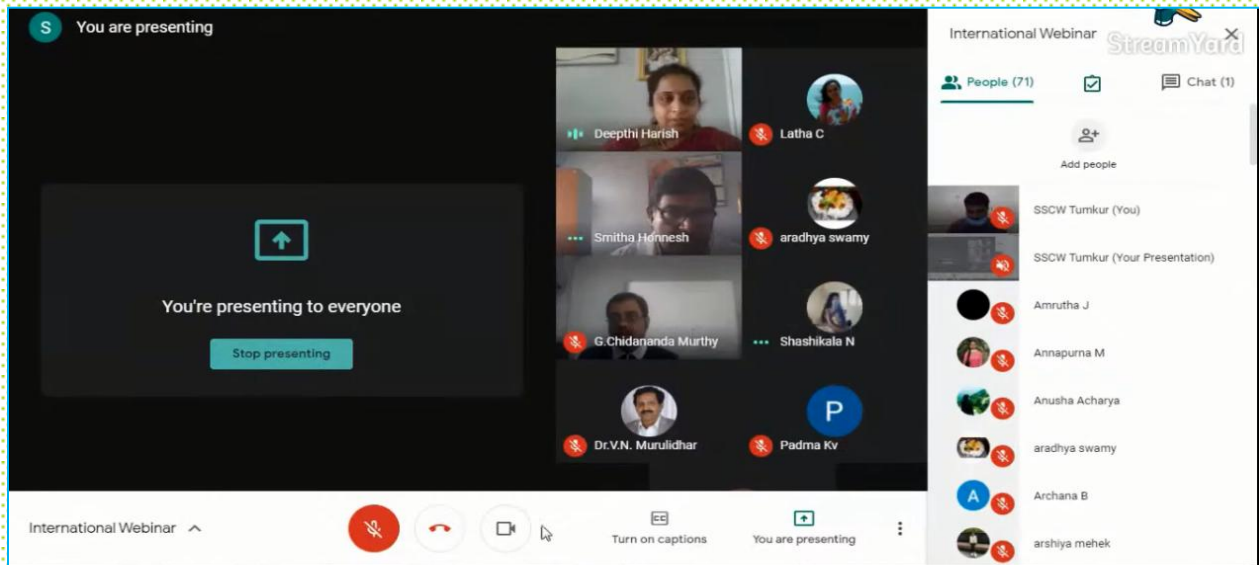 S You are presenting
You're presenting to everyone
Stop presenting
Deepthi Harish
Latha C
Smitha Honnesh
aradhya swamy
G.Chidananda Murthy
Shashikala N
Dr.V.N. Murulidhar
P
Padma Kv
International Webinar
StreamYard
People (71)
Chat (1)
Add people
SSCW Tumkur (You)
SSCW Tumkur (Your Presentation)
Amrutha J
Annapurna M
Anusha Acharya
aradhya swamy
A Archana B
arshiya mehek
International Webinar
CC
Turn on captions
You are presenting